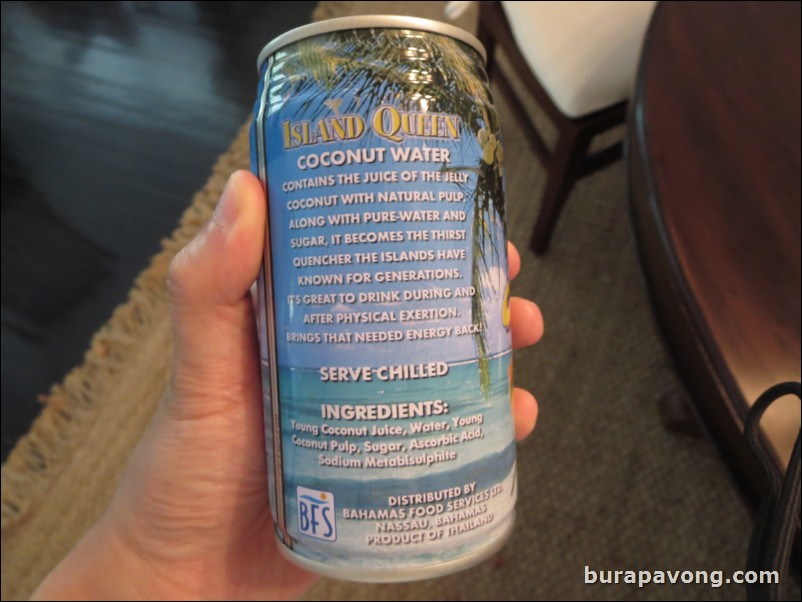 ISLAND QUEEN
COCONUT WATER
CONTAINS THE JUICE OF THE JELLY
COCONUT WITH NATURAL PULP.
ALONG WITH PURE WATER AND
SUGAR, IT BECOMES THE THIRST
QUENCHER THE ISLANDS HAVE
KNOWN FOR GENERATIONS.
IT'S GREAT TO DRINK DURING AND
AFTER PHYSICAL EXERTION.
BRINGS THAT NEEDED ENERGY BACK!
SERVE CHILLED
INGREDIENTS:
Young Coconut Juice, Water, Young
Coconut Pulp, Sugar, Ascorbic Acid,
Sodium Metabisulphite
BFS
DISTRIBUTED BY
BAHAMAS FOOD SERVICES LTD.
NASSAU, BAHAMAS
PRODUCT OF THAILAND
burapavong.com